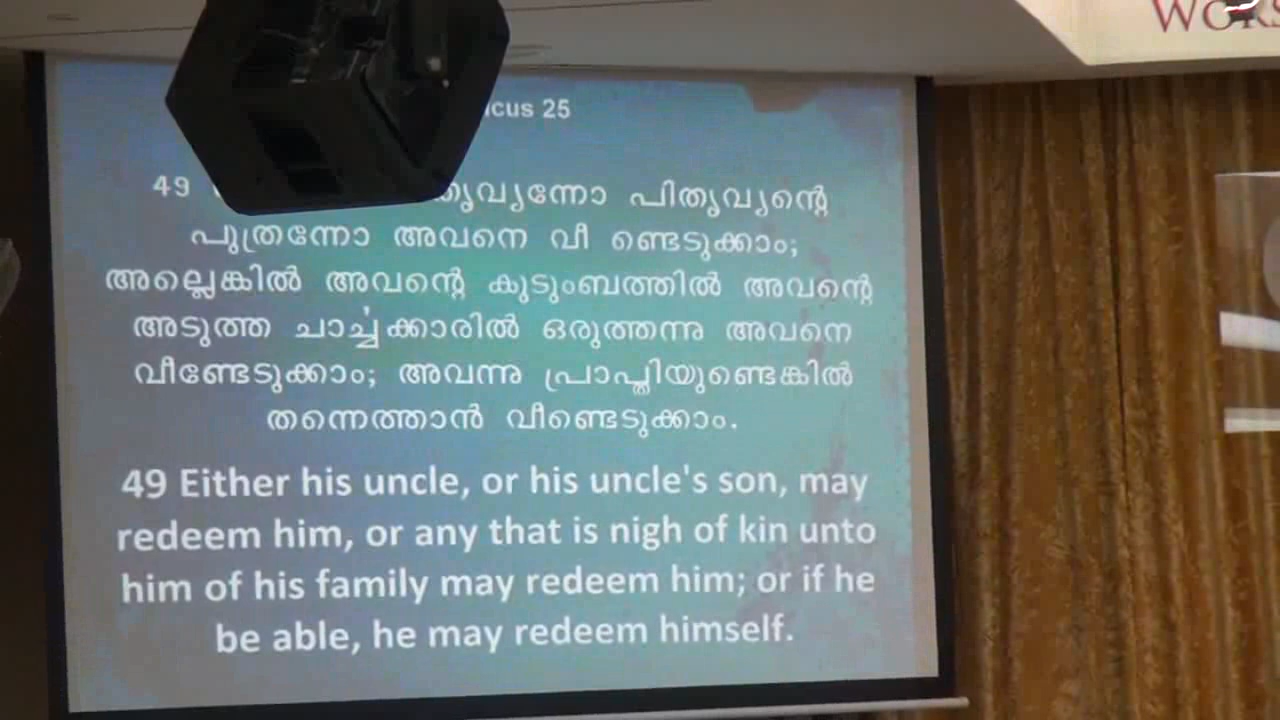 25
49 പിതൃവ്യന്റെ
പുത്രന്നോ അവനെ വീ ണ്ടെടുക്കാം;
അല്ലെങ്കിൽ അവന്റെ കുടുംബത്തിൽ അവന്റെ
അടുത്ത ചാർച്ചക്കാരിൽ ഒരുത്തന്നു അവനെ
വീണ്ടേടുക്കാം; അവന്നു പ്രാപ്തിയുണ്ടെങ്കിൽ
തന്നെത്താൻ വീണ്ടെടുക്കാം.
49 Either his uncle, or his uncle's son, may
redeem him, or any that is nigh of kin unto
him of his family may redeem him; or if he
be able, he may redeem himself.